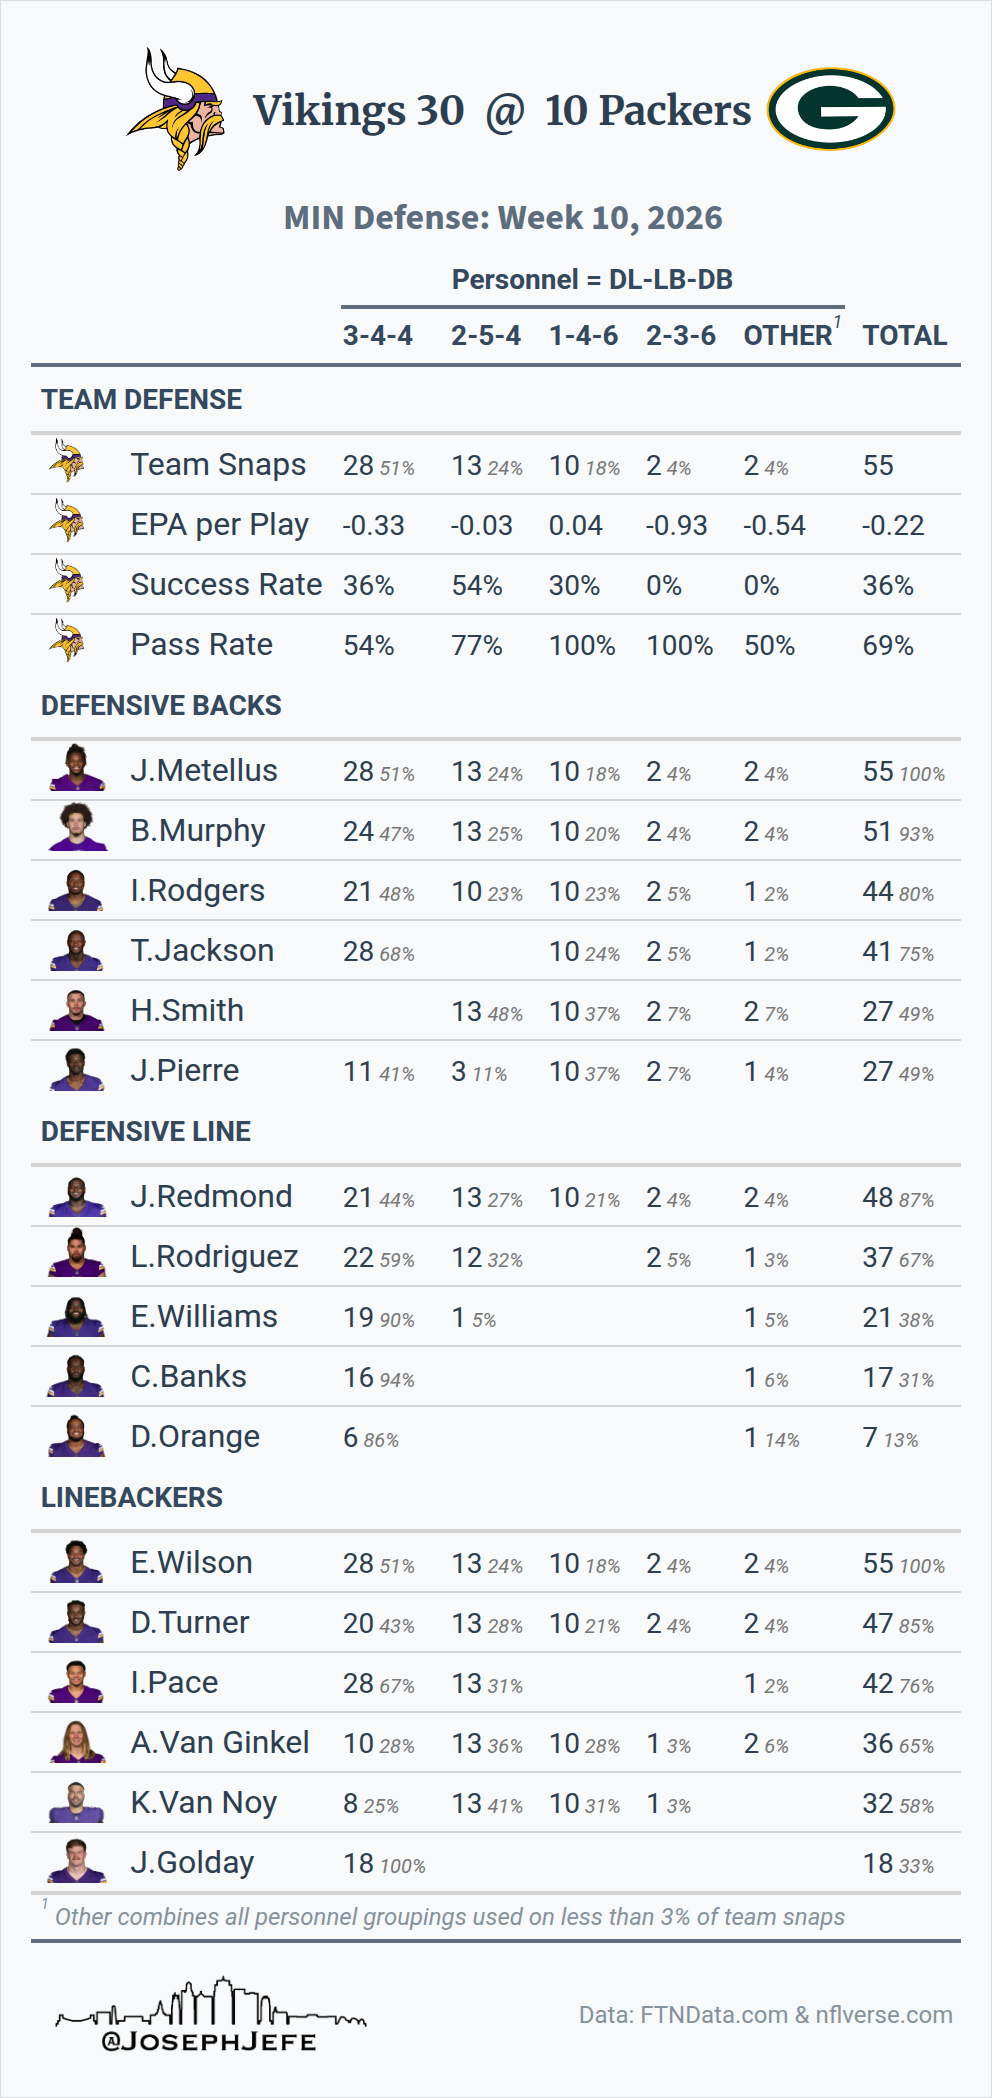 Vikings 30 @ 10 Packers
MIN Defense: Week 10, 2026
Personnel = DL-LB-DB
3-4-4 2-5-4 1-4-6 2-3-6 OTHER1 TOTAL
TEAM DEFENSE
Team Snaps 28 51% 13 24% 10 18% 2 4% 2 4% 55
EPA per Play -0.33 -0.03 0.04 -0.93 -0.54 -0.22
Success Rate 36% 54% 30% 0% 0% 36%
Pass Rate 54% 77% 100% 100% 50% 69%
DEFENSIVE BACKS
J.Metellus 28 51% 13 24% 10 18% 2 4% 2 4% 55 100%
B.Murphy 24 47% 13 25% 10 20% 2 4% 2 4% 51 93%
I.Rodgers 21 48% 10 23% 10 23% 2 5% 1 2% 44 80%
T.Jackson 28 68% 10 24% 2 5% 1 2% 41 75%
H.Smith 13 48% 10 37% 2 7% 2 7% 27 49%
J.Pierre 11 41% 3 11% 10 37% 2 7% 1 4% 27 49%
DEFENSIVE LINE
J.Redmond 21 44% 13 27% 10 21% 2 4% 2 4% 48 87%
L.Rodriguez 22 59% 12 32% 2 5% 1 3% 37 67%
E.Williams 19 90% 1 5% 1 5% 21 38%
C.Banks 16 94% 1 6% 17 31%
D.Orange 6 86% 1 14% 7 13%
LINEBACKERS
E.Wilson 28 51% 13 24% 10 18% 2 4% 2 4% 55 100%
D.Turner 20 43% 13 28% 10 21% 2 4% 2 4% 47 85%
I.Pace 28 67% 13 31% 1 2% 42 76%
A.Van Ginkel 10 28% 13 36% 10 28% 1 3% 2 6% 36 65%
K.Van Noy 8 25% 13 41% 10 31% 1 3% 32 58%
J.Golday 18 100% 18 33%
1 Other combines all personnel groupings used on less than 3% of team snaps
@JOSEPHJEFE
Data: FTNData.com & nflverse.com